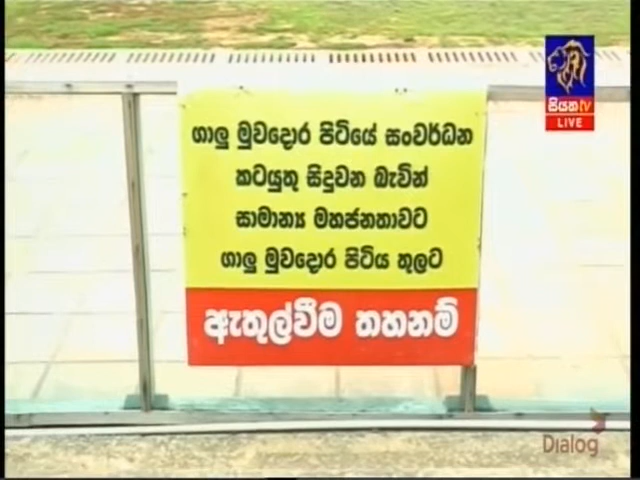 ගාලු මුවදොර පිටියේ සංවර්ධන
කටයුතු සිදුවන බැවින්
සාමාන්‍ය මහජනතාවට
ගාලු මුවදොර පිටිය තුලට
ඇතුල්වීම තහනම්
සියත tv
LIVE
Dialog